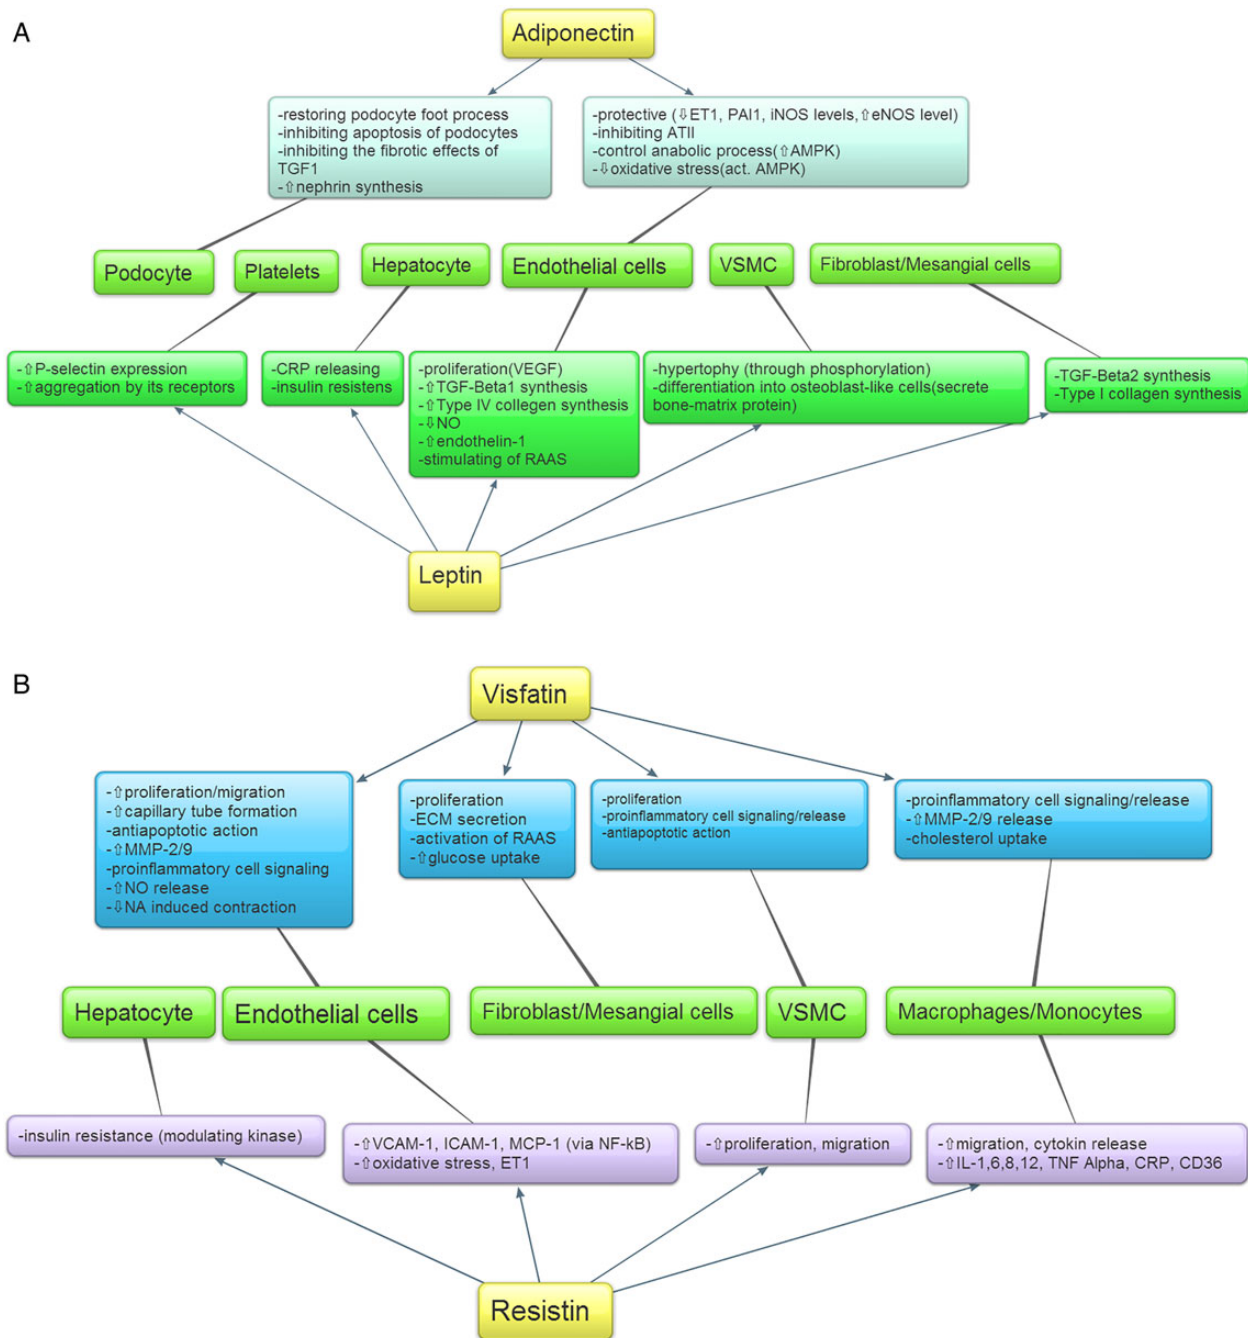 A
Adiponectin
-restoring podocyte foot process
-inhibiting apoptosis of podocytes
-inhibiting the fibrotic effects of
TGF1
-⇧nephrin synthesis
-protective (⇩ET1, PAI1, iNOS levels,⇧eNOS level)
-inhibiting ATII
-control anabolic process(⇧AMPK)
-⇩oxidative stress(act. AMPK)
Podocyte
Platelets
Hepatocyte
Endothelial cells
VSMC
Fibroblast/Mesangial cells
-⇧P-selectin expression
-⇧aggregation by its receptors
-CRP releasing
-insulin resistens
-proliferation(VEGF)
-⇧TGF-Beta1 synthesis
-⇧Type IV collegen synthesis
-⇩NO
-⇧endothelin-1
-stimulating of RAAS
-hypertophy (through phosphorylation)
-differentiation into osteoblast-like cells(secrete
bone-matrix protein)
-TGF-Beta2 synthesis
-Type I collagen synthesis
Leptin
B
Visfatin
-⇧proliferation/migration
-⇧capillary tube formation
-antiapoptotic action
-⇧MMP-2/9
-proinflammatory cell signaling
-⇧NO release
-⇩NA induced contraction
-proliferation
-ECM secretion
-activation of RAAS
-⇧glucose uptake
-proliferation
-proinflammatory cell signaling/release
-antiapoptotic action
-proinflammatory cell signaling/release
-⇧MMP-2/9 release
-cholesterol uptake
Hepatocyte
Endothelial cells
Fibroblast/Mesangial cells
VSMC
Macrophages/Monocytes
-insulin resistance (modulating kinase)
-⇧VCAM-1, ICAM-1, MCP-1 (via NF-kB)
-⇧oxidative stress, ET1
-⇧proliferation, migration
-⇧migration, cytokin release
-⇧IL-1,6,8,12, TNF Alpha, CRP, CD36
Resistin